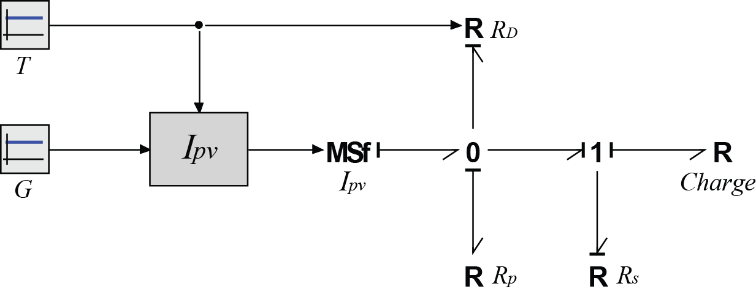 T
R R_D
I_pv
MSf
0
1
R
G
I_pv
Charge
R R_p
R R_s